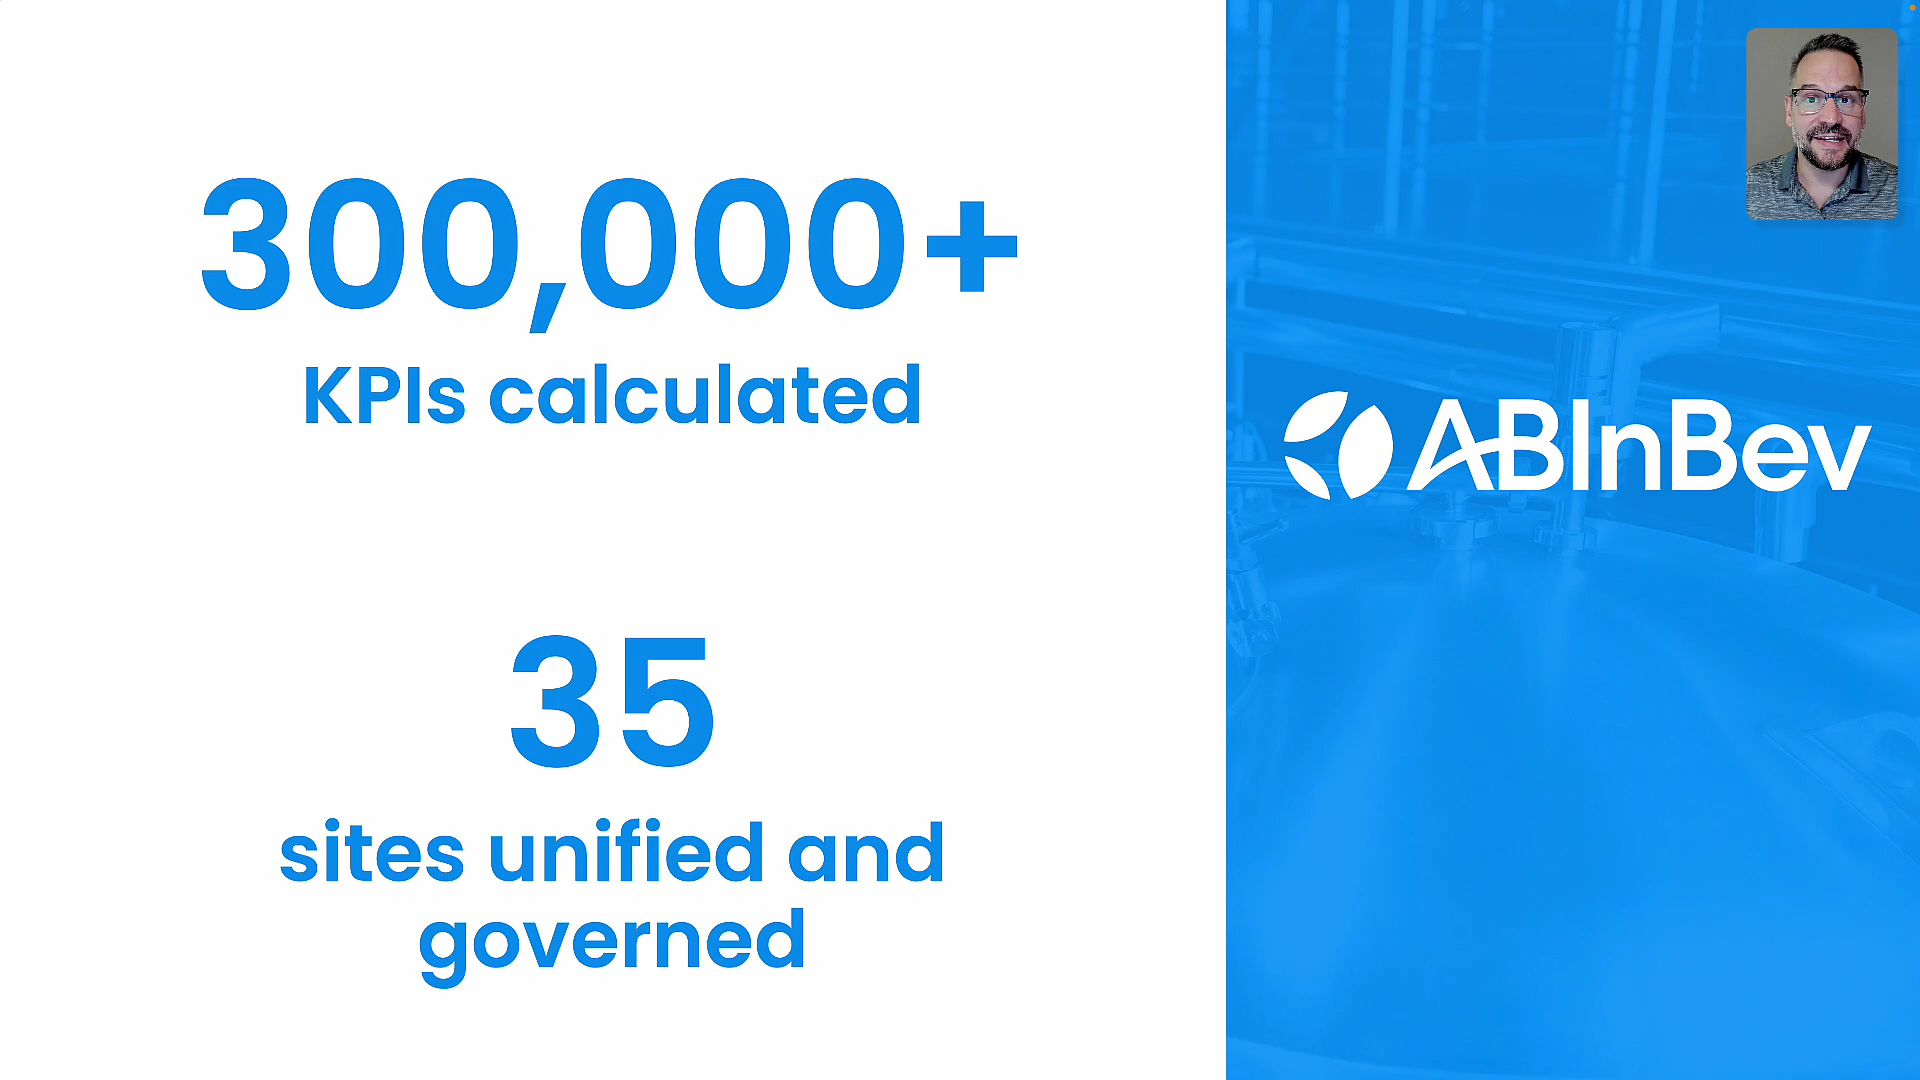 300,000+
KPIs calculated
35
sites unified and
governed
ABInBev